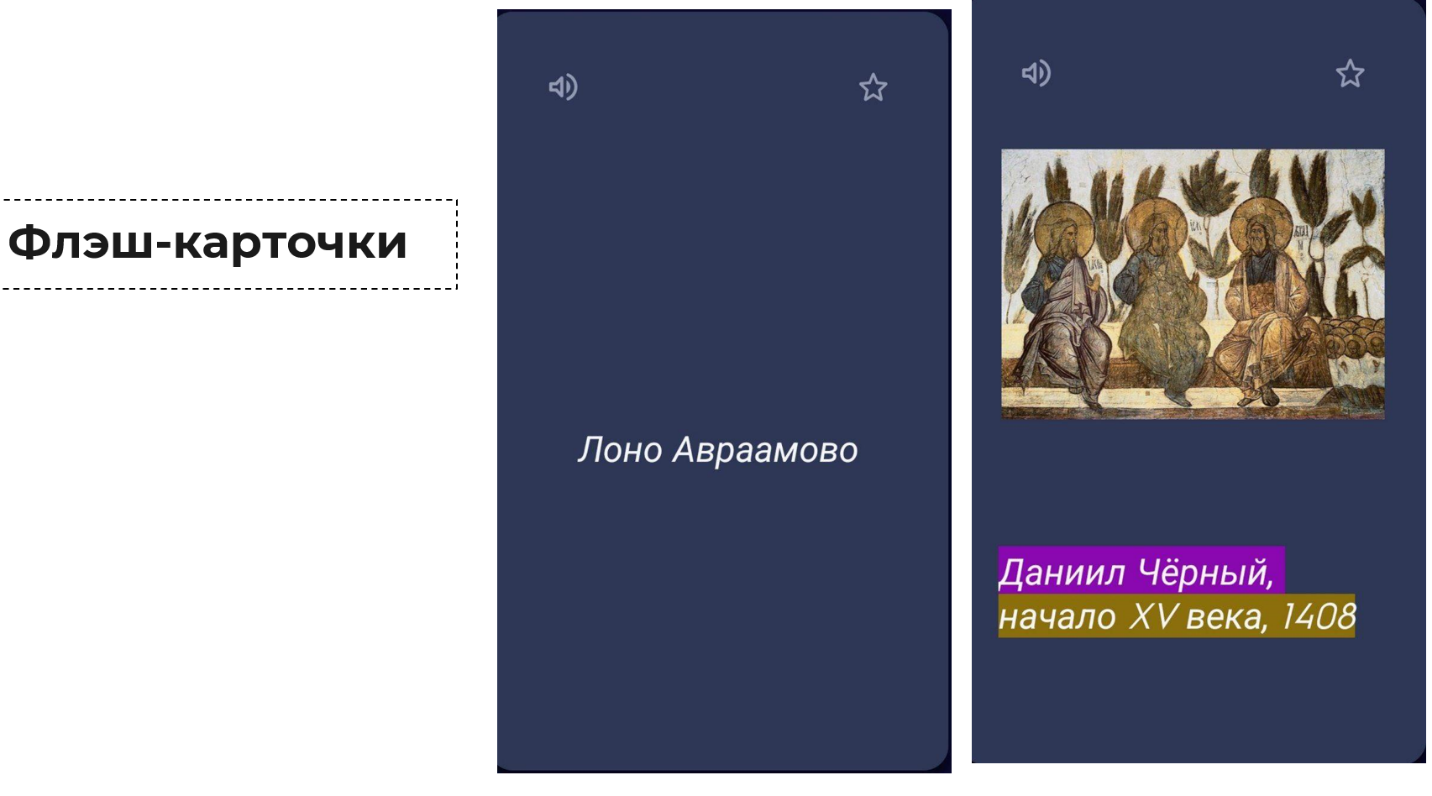 Флэш-карточки
Лоно Авраамово
Даниил Чёрный,
начало XV века, 1408